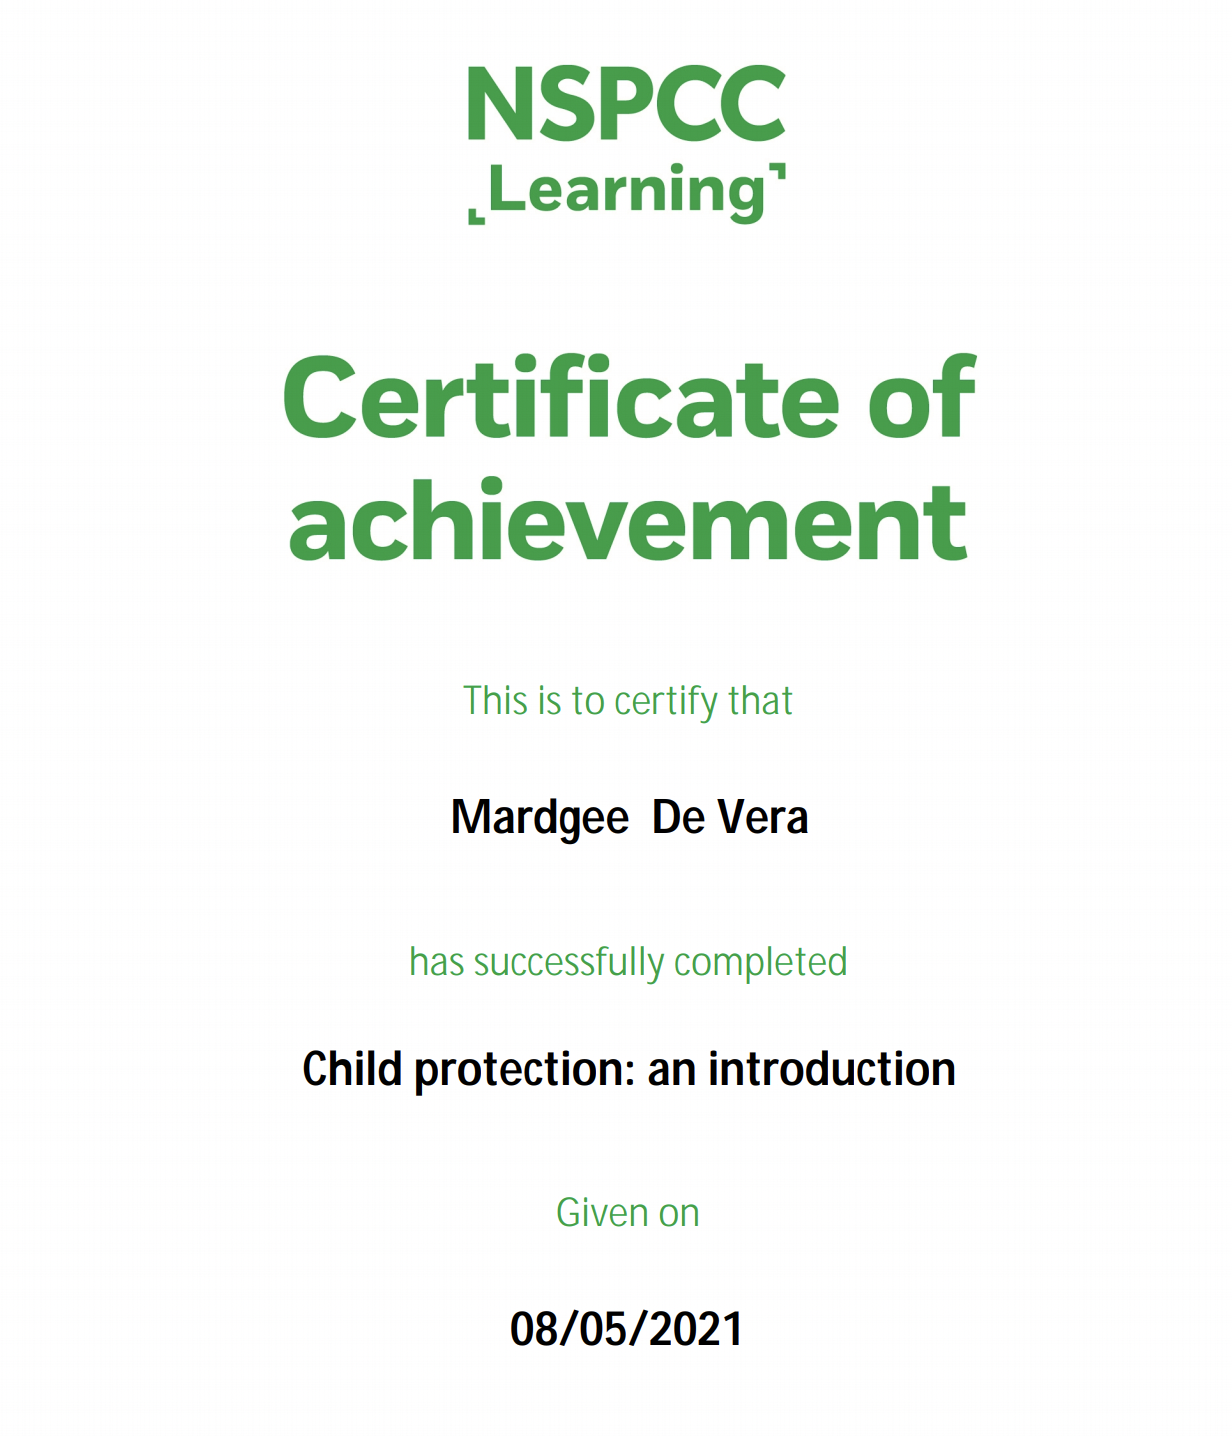 NSPCC
Learning
Certificate of
achievement
This is to certify that
Mardgee  De Vera
has successfully completed
Child protection: an introduction
Given on
08/05/2021